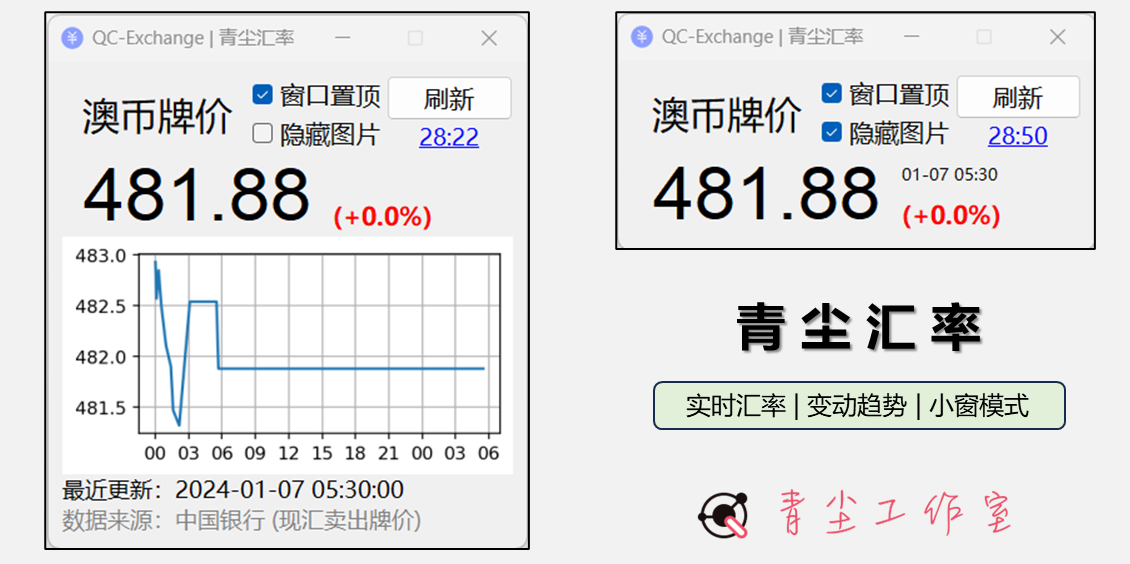 QC-Exchange | 青尘汇率
澳币牌价
窗口置顶
刷新
隐藏图片
28:22
481.88
(+0.0%)
483.0
482.5
482.0
481.5
00 03 06 09 12 15 18 21 00 03 06
最近更新：2024-01-07 05:30:00
数据来源：中国银行 (现汇卖出牌价)
QC-Exchange | 青尘汇率
澳币牌价
窗口置顶
刷新
隐藏图片
28:50
481.88
01-07 05:30
(+0.0%)
青尘汇率
实时汇率 | 变动趋势 | 小窗模式
青尘工作室